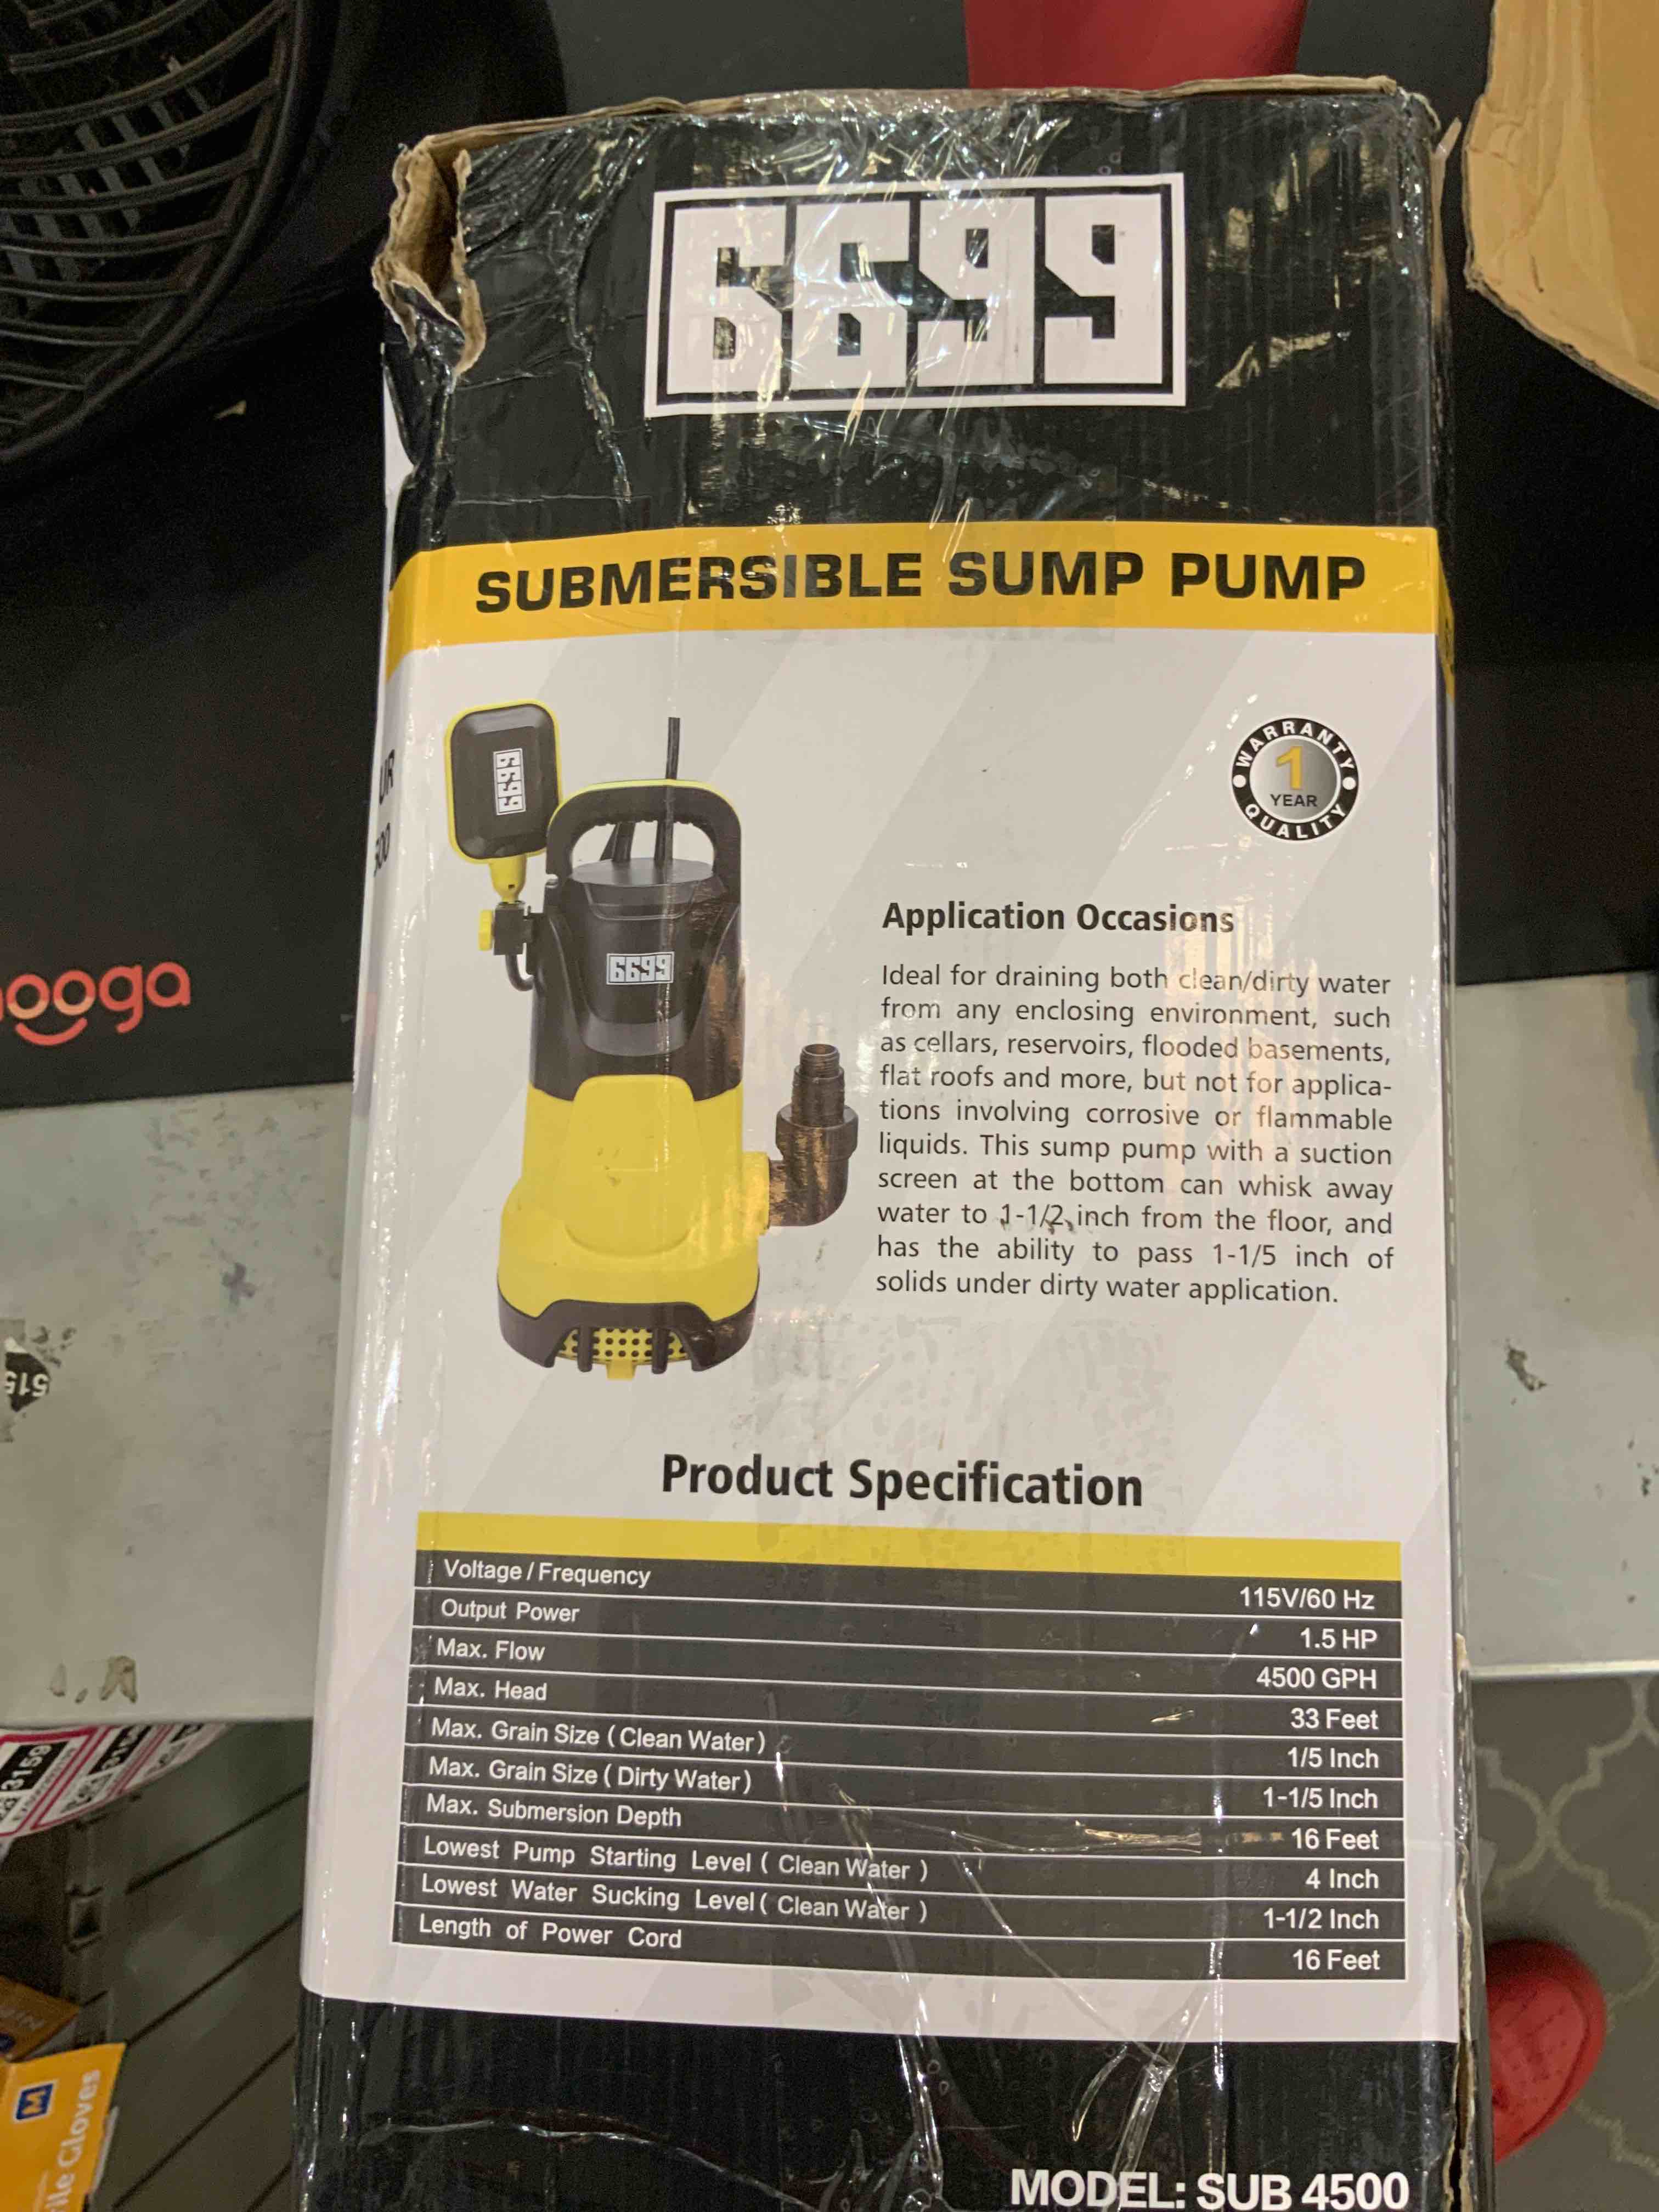 6699
SUBMERSIBLE SUMP PUMP
UR
500
6699
WARRANTY
1
YEAR
QUALITY
6699
Application Occasions
Ideal for draining both clean/dirty water
from any enclosing environment, such
as cellars, reservoirs, flooded basements,
flat roofs and more, but not for applica-
tions involving corrosive or flammable
liquids. This sump pump with a suction
screen at the bottom can whisk away
water to 1-1/2 inch from the floor, and
has the ability to pass 1-1/5 inch of
solids under dirty water application.
ooga
515
Product Specification
Voltage / Frequency 115V/60 Hz
Output Power 1.5 HP
Max. Flow 4500 GPH
Max. Head 33 Feet
Max. Grain Size ( Clean Water ) 1/5 Inch
Max. Grain Size ( Dirty Water ) 1-1/5 Inch
Max. Submersion Depth 16 Feet
Lowest Pump Starting Level ( Clean Water ) 4 Inch
Lowest Water Sucking Level ( Clean Water ) 1-1/2 Inch
Length of Power Cord 16 Feet
3159
M
ile Gloves
MODEL: SUB 4500